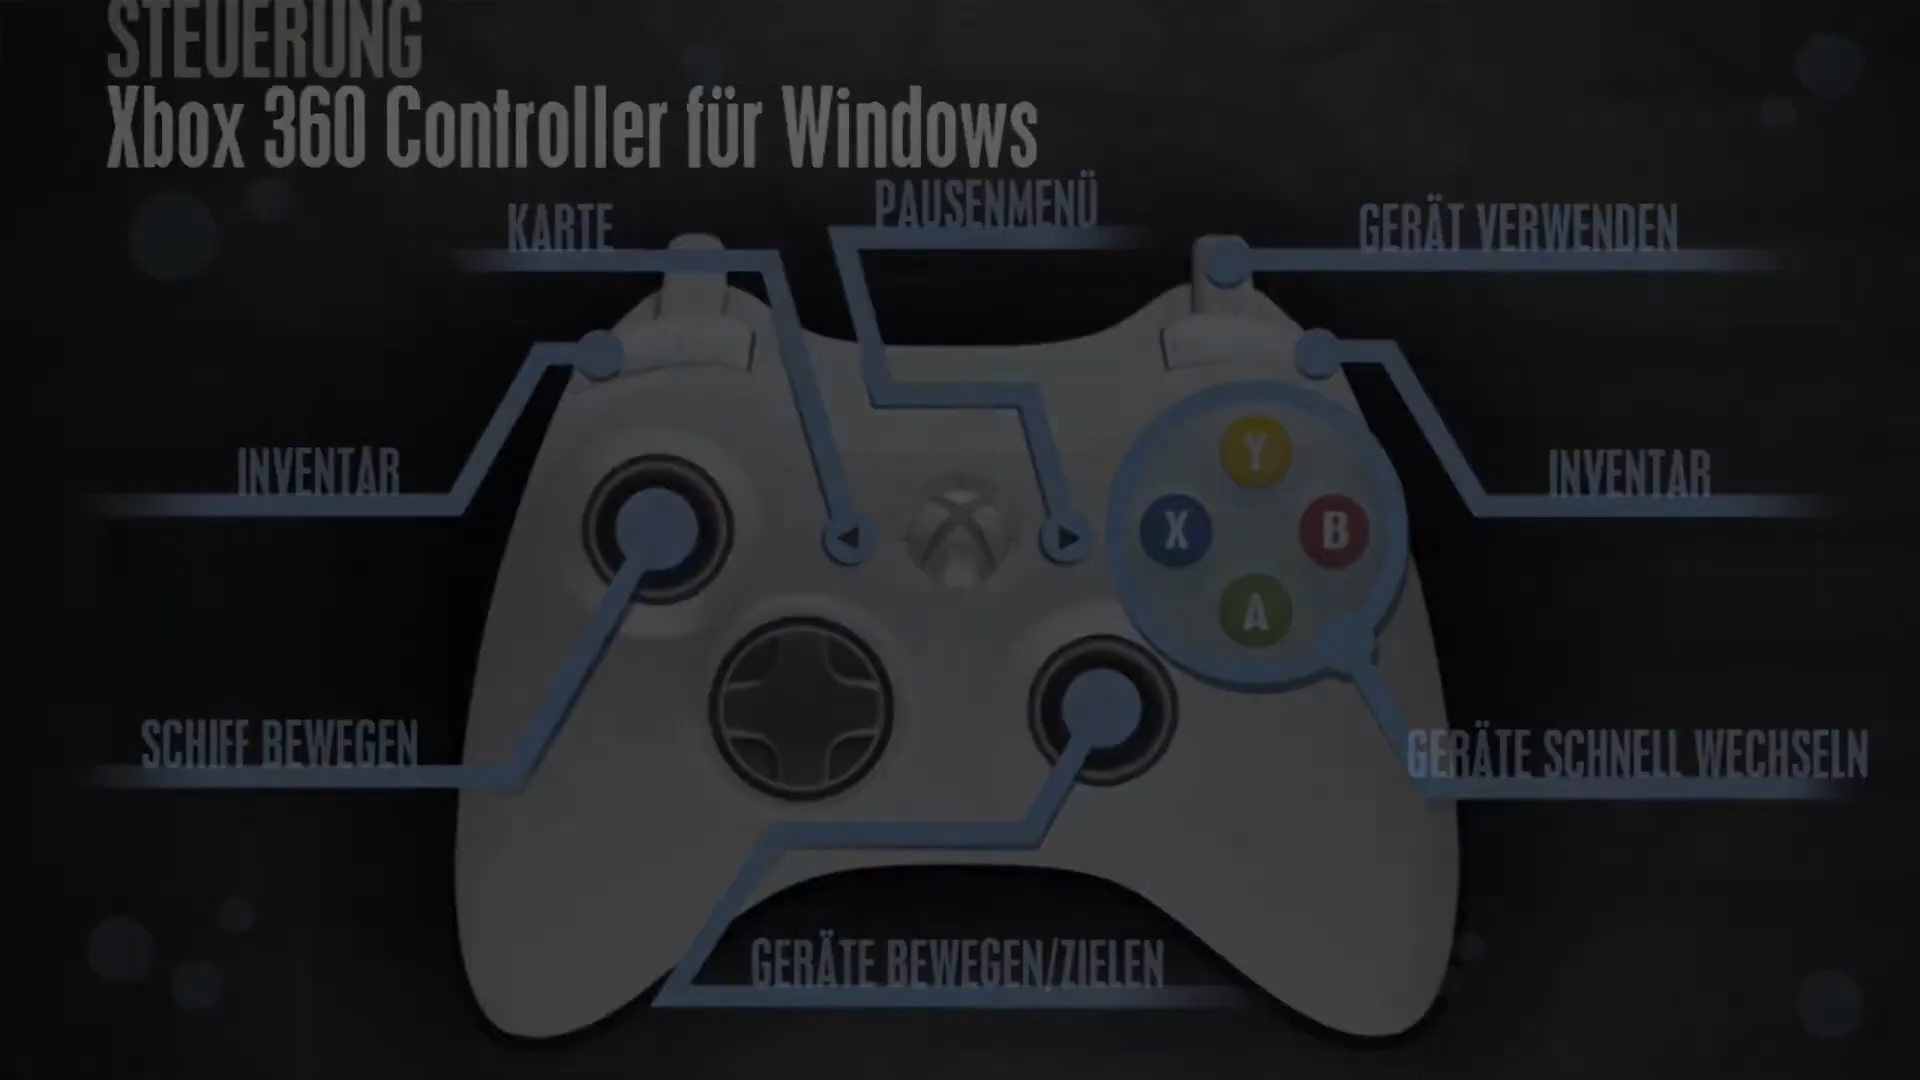 STEUERUNG
Xbox 360 Controller für Windows
KARTE
PAUSENMENÜ
GERÄT VERWENDEN
INVENTAR
INVENTAR
Y
X
B
A
SCHIFF BEWEGEN
GERÄTE SCHNELL WECHSELN
GERÄTE BEWEGEN/ZIELEN